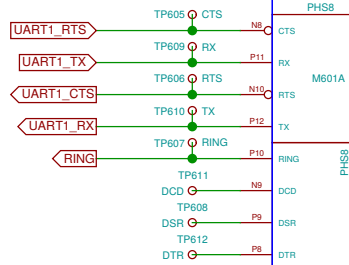 PHS8
TP605 CTS
UART1_RTS N8 CTS
TP609 RX
UART1_TX P11 RX
TP606 RTS M601A
UART1_CTS N10 RTS
TP610 TX
UART1_RX P12 TX
TP607 RING
RING P10 RING
PHS8
TP611
DCD N9 DCD
TP608
DSR P9 DSR
TP612
DTR P8 DTR